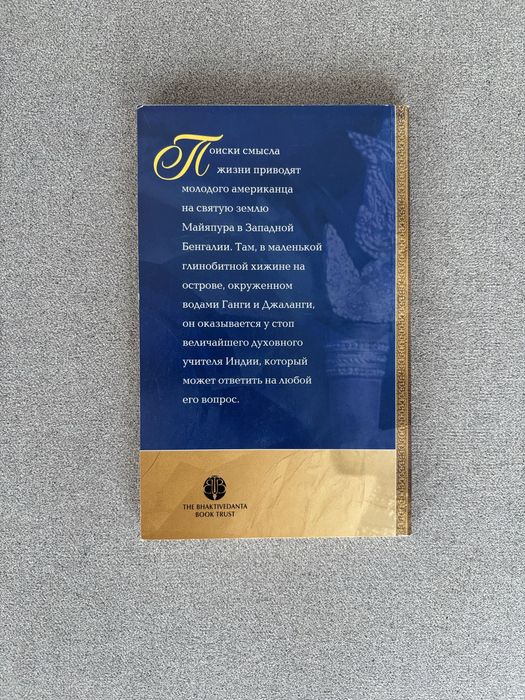 Поиски смысла
жизни приводят
молодого американца
на святую землю
Майяпура в Западной
Бенгалии. Там, в маленькой
глинобитной хижине на
острове, окруженном
водами Ганги и Джаланги,
он оказывается у стоп
величайшего духовного
учителя Индии, который
может ответить на любой
его вопрос.
THE BHAKTIVEDANTA
BOOK TRUST